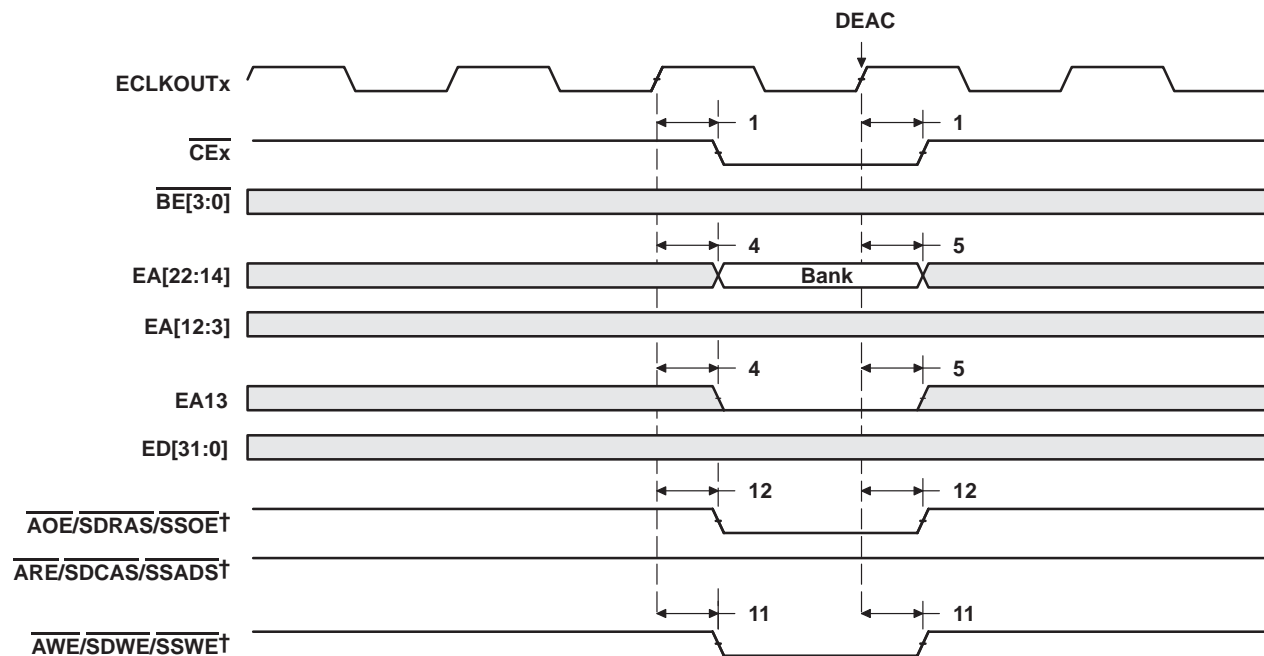 DEAC
ECLKOUTx
1 1
CEx
BE[3:0]
4 5
EA[22:14] Bank
EA[12:3]
4 5
EA13
ED[31:0]
12 12
AOE/SDRAS/SSOE†
ARE/SDCAS/SSADS†
11 11
AWE/SDWE/SSWE†